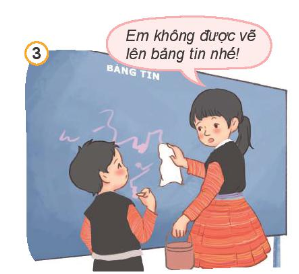 3
Em không được vẽ
lên bảng tin nhé!
BẢNG TIN